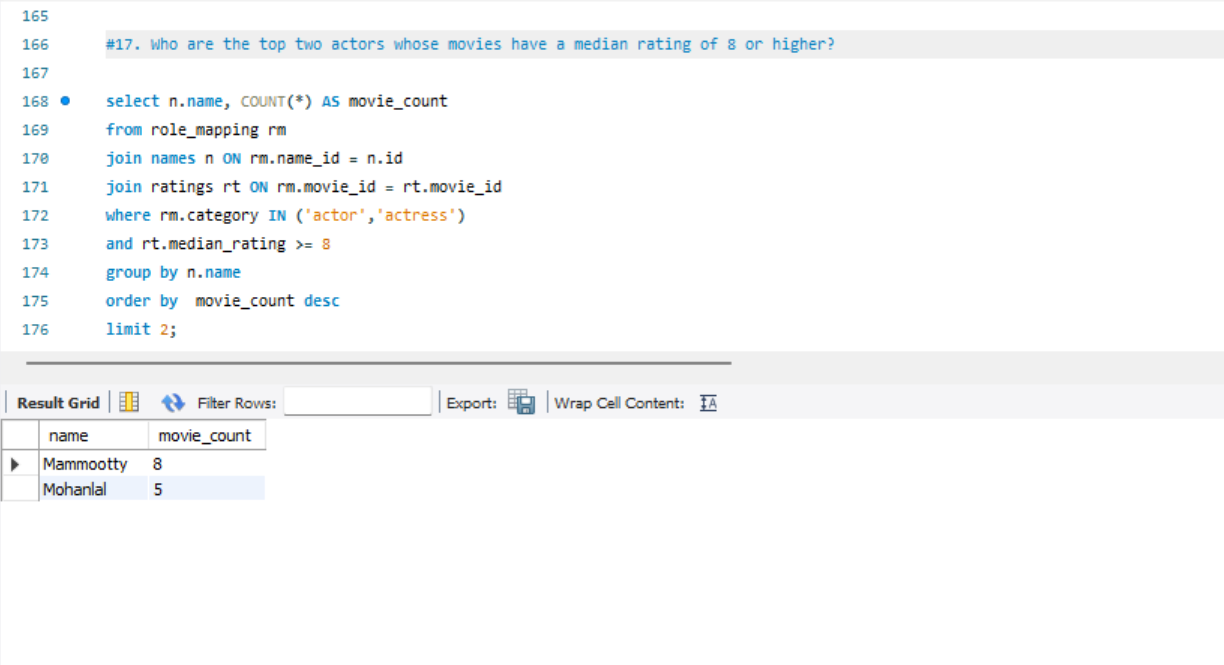 165
166 #17. Who are the top two actors whose movies have a median rating of 8 or higher?
167
168 select n.name, COUNT(*) AS movie_count
169 from role_mapping rm
170 join names n ON rm.name_id = n.id
171 join ratings rt ON rm.movie_id = rt.movie_id
172 where rm.category IN ('actor','actress')
173 and rt.median_rating >= 8
174 group by n.name
175 order by  movie_count desc
176 limit 2;
Result Grid Filter Rows: Export: Wrap Cell Content: IA
name movie_count
Mammootty 8
Mohanlal 5